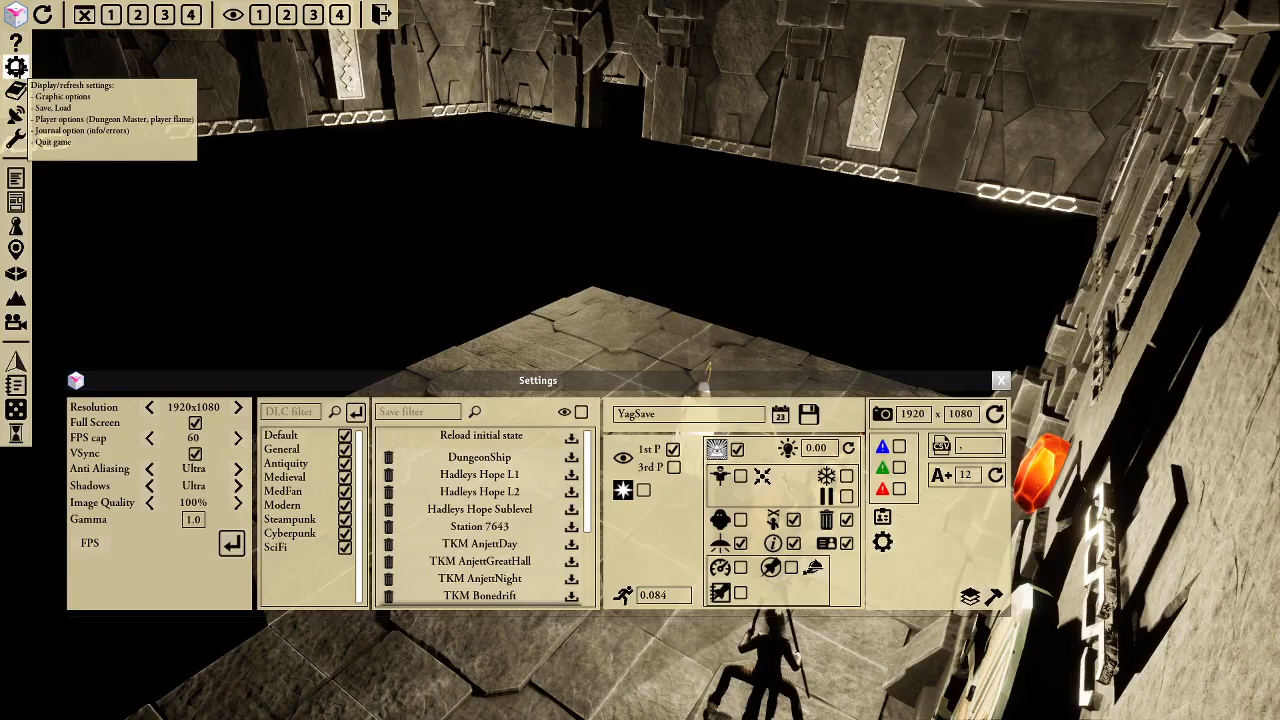 1 2 3 4 1 2 3 4
?
Display/refresh settings:
- Graphic options
- Save, Load
- Player options (Dungeon Master, player flame)
- Journal option (info/errors)
- Quit game
Settings
X
Resolution 1920x1080
Full Screen
FPS cap 60
VSync
Anti Aliasing Ultra
Shadows Ultra
Image Quality 100%
Gamma 1.0
FPS
DLC filter
Default
General
Antiquity
Medieval
MedFan
Modern
Steampunk
Cyberpunk
SciFi
Save filter
Reload initial state
DungeonShip
Hadleys Hope L1
Hadleys Hope L2
Hadleys Hope Sublevel
Station 7643
TKM AnjettDay
TKM AnjettGreatHall
TKM AnjettNight
TKM Bonedrift
YagSave
23
1st P
3rd P
0.084
0.00
1920 x 1080
CSV ,
A+ 12